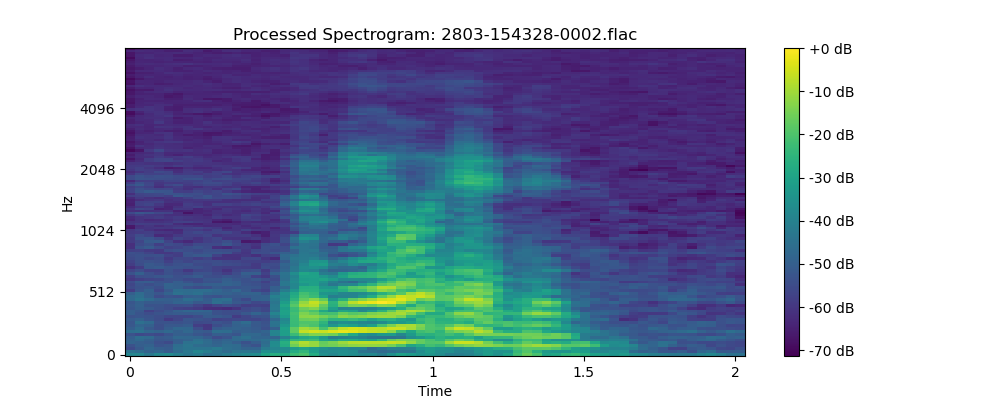 Processed Spectrogram: 2803-154328-0002.flac
+0 dB
-10 dB
-20 dB
-30 dB
-40 dB
-50 dB
-60 dB
-70 dB
4096
2048
1024
512
0
Hz
0
0.5
1
1.5
2
Time